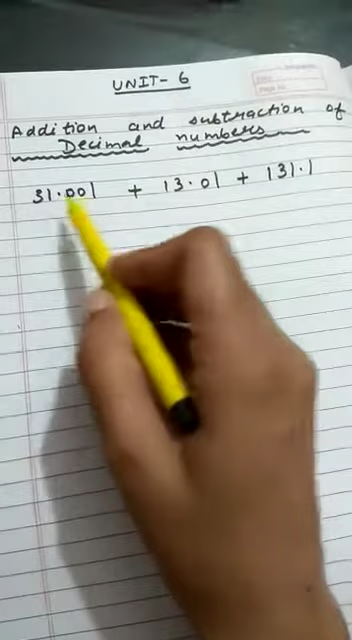 UNIT- 6
Addition and subtraction of
Decimal numbers
31.001 + 13.01 + 131.1